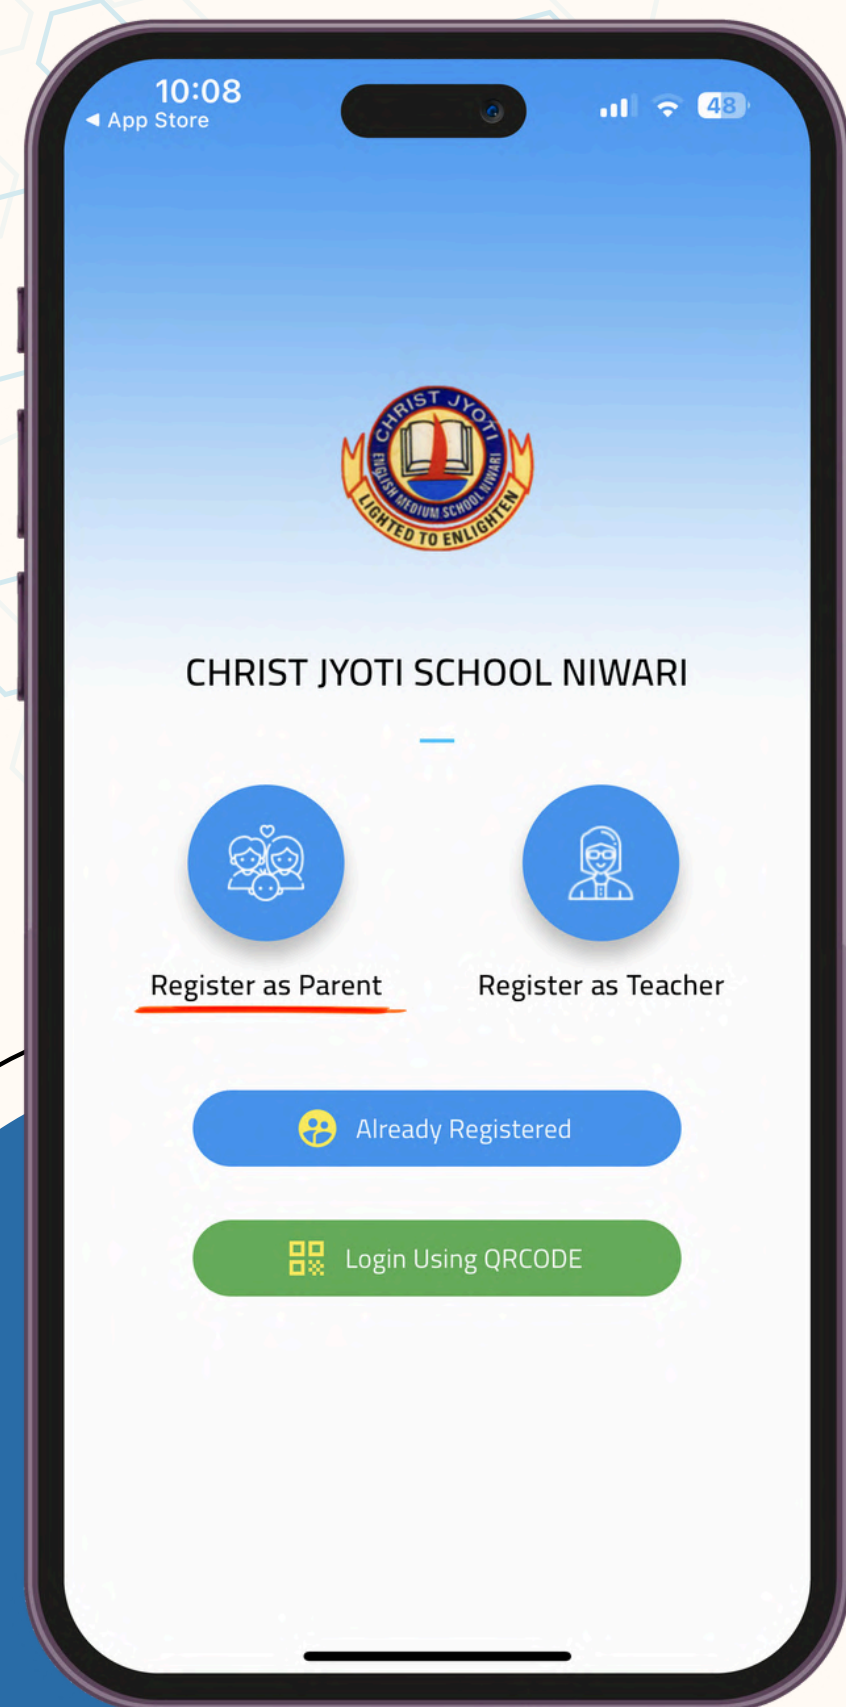 10:08
◀ App Store
48
CHRIST JYOTI
ENGLISH MEDIUM SCHOOL NIWARI
LIGHTED TO ENLIGHTEN
CHRIST JYOTI SCHOOL NIWARI
Register as Parent
Register as Teacher
Already Registered
Login Using QRCODE